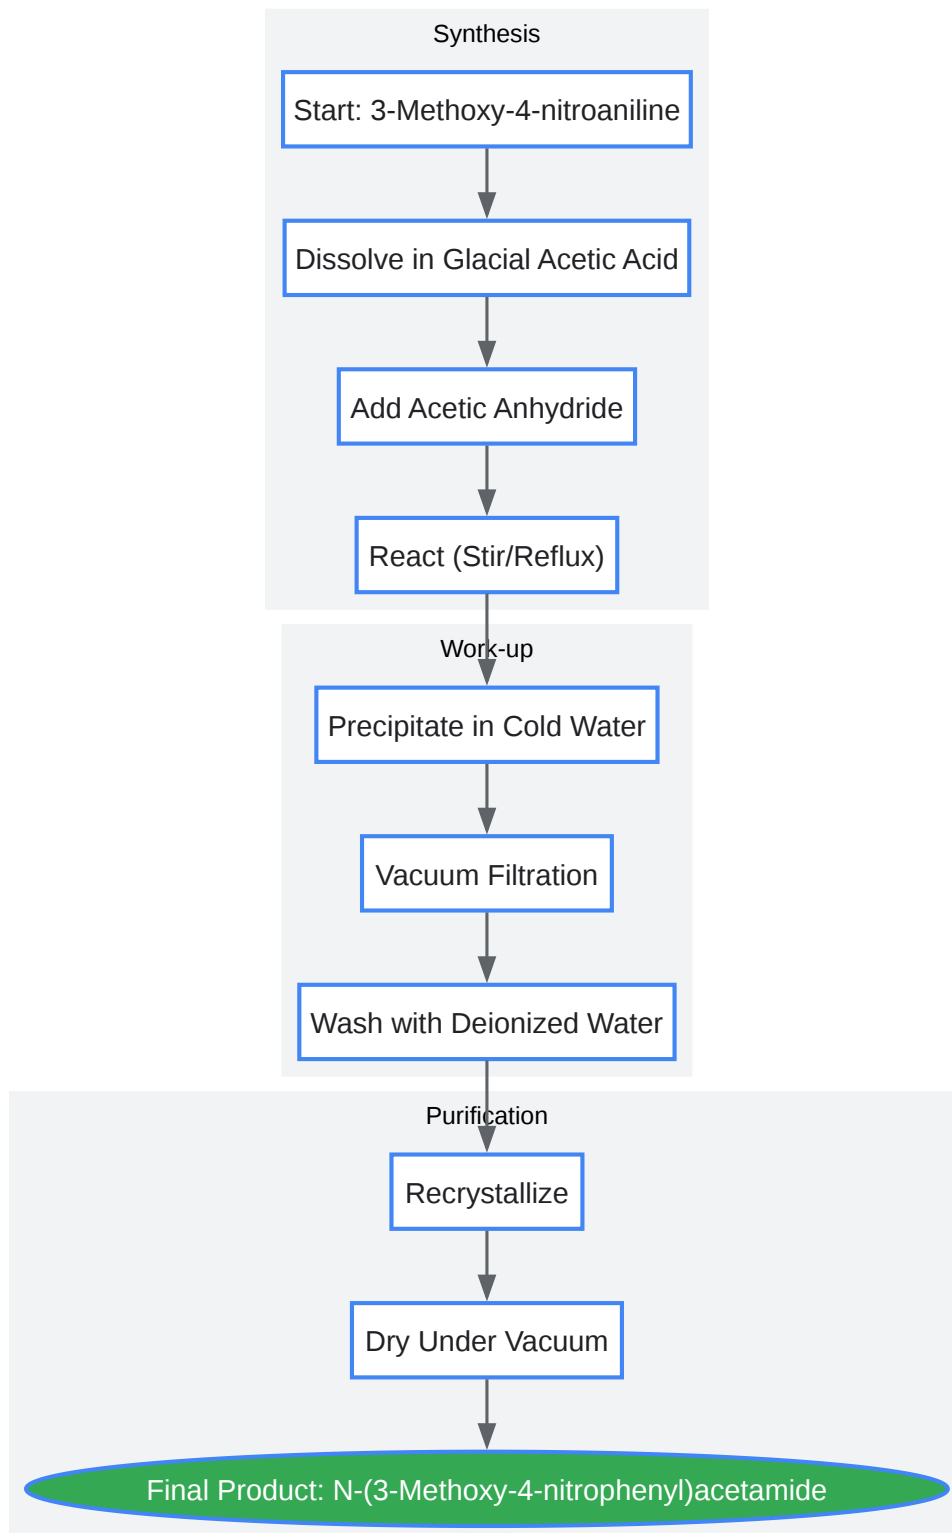 Synthesis
Start: 3-Methoxy-4-nitroaniline
Dissolve in Glacial Acetic Acid
Add Acetic Anhydride
React (Stir/Reflux)
Work-up
Precipitate in Cold Water
Vacuum Filtration
Wash with Deionized Water
Purification
Recrystallize
Dry Under Vacuum
Final Product: N-(3-Methoxy-4-nitrophenyl)acetamide